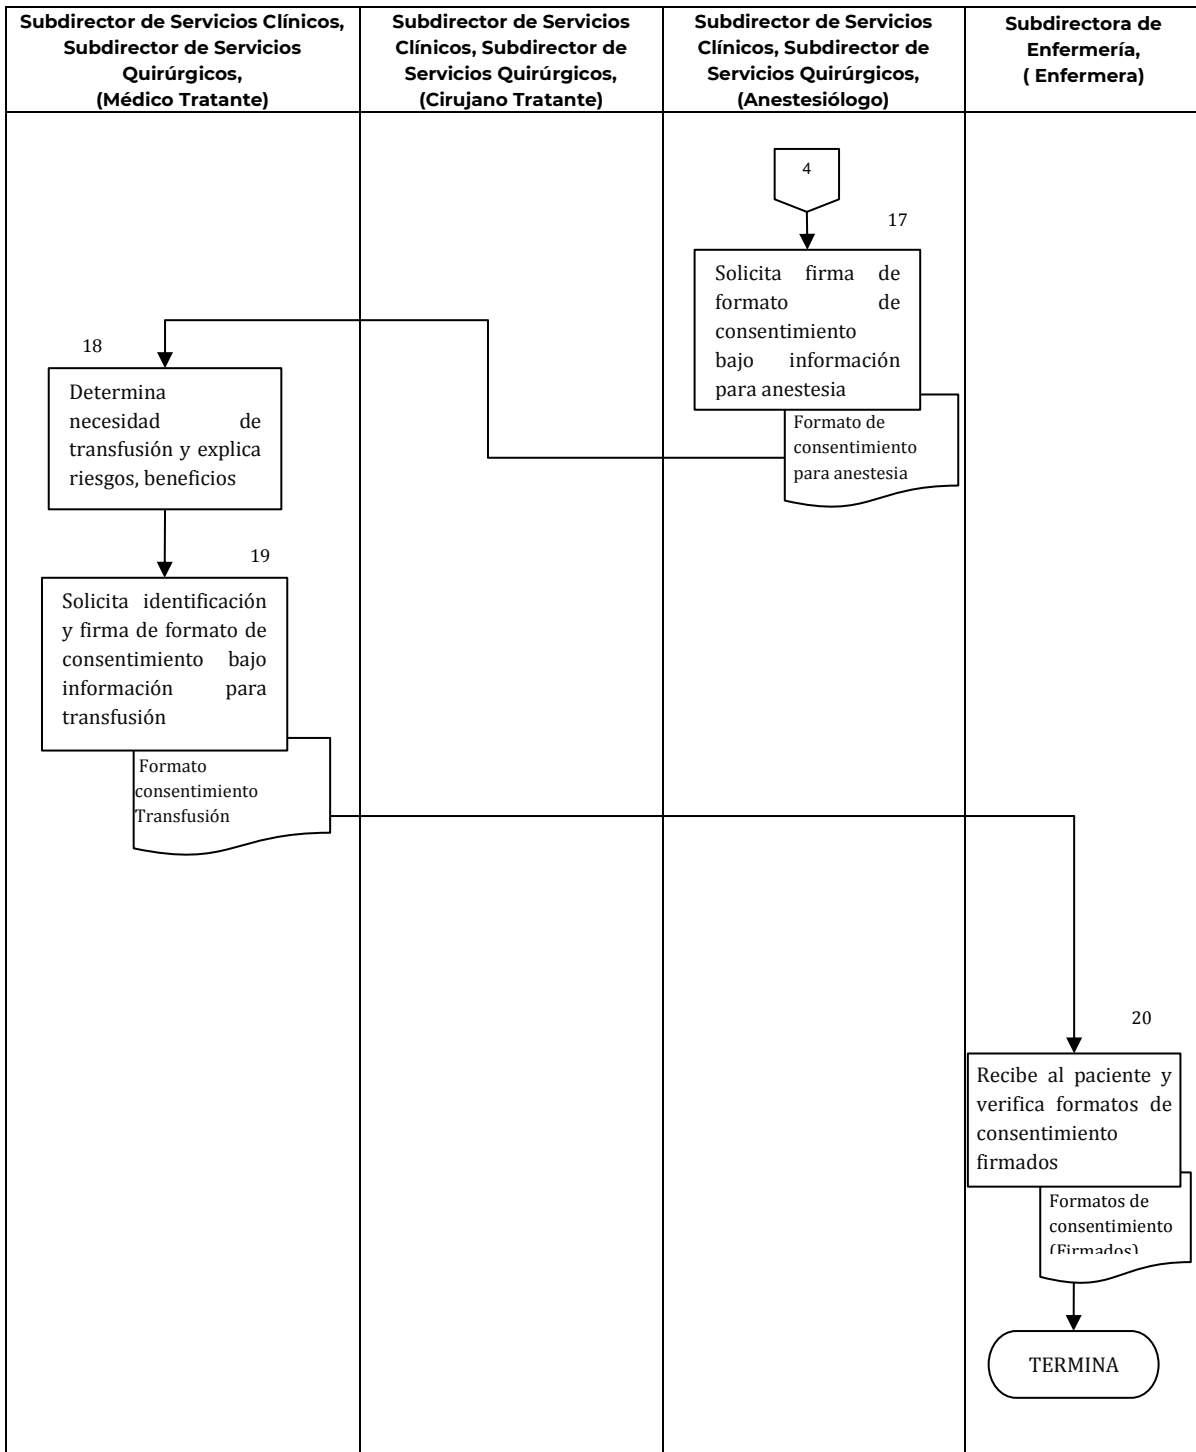 Subdirector de Servicios Clínicos,
Subdirector de Servicios
Quirúrgicos,
(Médico Tratante)
Subdirector de Servicios
Clínicos, Subdirector de
Servicios Quirúrgicos,
(Cirujano Tratante)
Subdirector de Servicios
Clínicos, Subdirector de
Servicios Quirúrgicos,
(Anestesiólogo)
Subdirectora de
Enfermería,
( Enfermera)
4
17
Solicita firma de
formato de
consentimiento
bajo información
para anestesia
Formato de
consentimiento
para anestesia
18
Determina
necesidad de
transfusión y explica
riesgos, beneficios
19
Solicita identificación
y firma de formato de
consentimiento bajo
información para
transfusión
Formato
consentimiento
Transfusión
20
Recibe al paciente y
verifica formatos de
consentimiento
firmados
Formatos de
consentimiento
(Firmados)
TERMINA